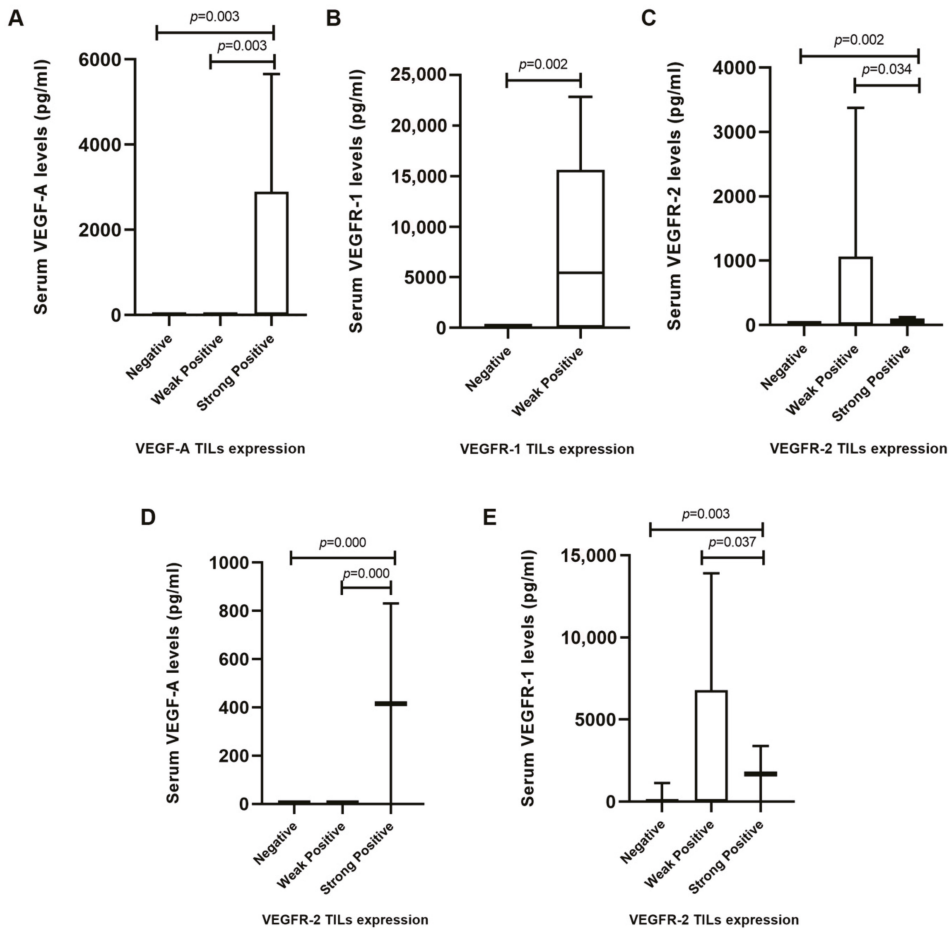 A
p=0.003
p=0.003
Serum VEGF-A levels (pg/ml)
6000
4000
2000
0
Negative
Weak Positive
Strong Positive
VEGF-A TILs expression
B
p=0.002
Serum VEGFR-1 levels (pg/ml)
25,000
20,000
15,000
10,000
5000
0
Negative
Weak Positive
VEGFR-1 TILs expression
C
p=0.002
p=0.034
Serum VEGFR-2 levels (pg/ml)
4000
3000
2000
1000
0
Negative
Weak Positive
Strong Positive
VEGFR-2 TILs expression
D
p=0.000
p=0.000
Serum VEGF-A levels (pg/ml)
1000
800
600
400
200
0
Negative
Weak Positive
Strong Positive
VEGFR-2 TILs expression
E
p=0.003
p=0.037
Serum VEGFR-1 levels (pg/ml)
15,000
10,000
5000
0
Negative
Weak Positive
Strong Positive
VEGFR-2 TILs expression